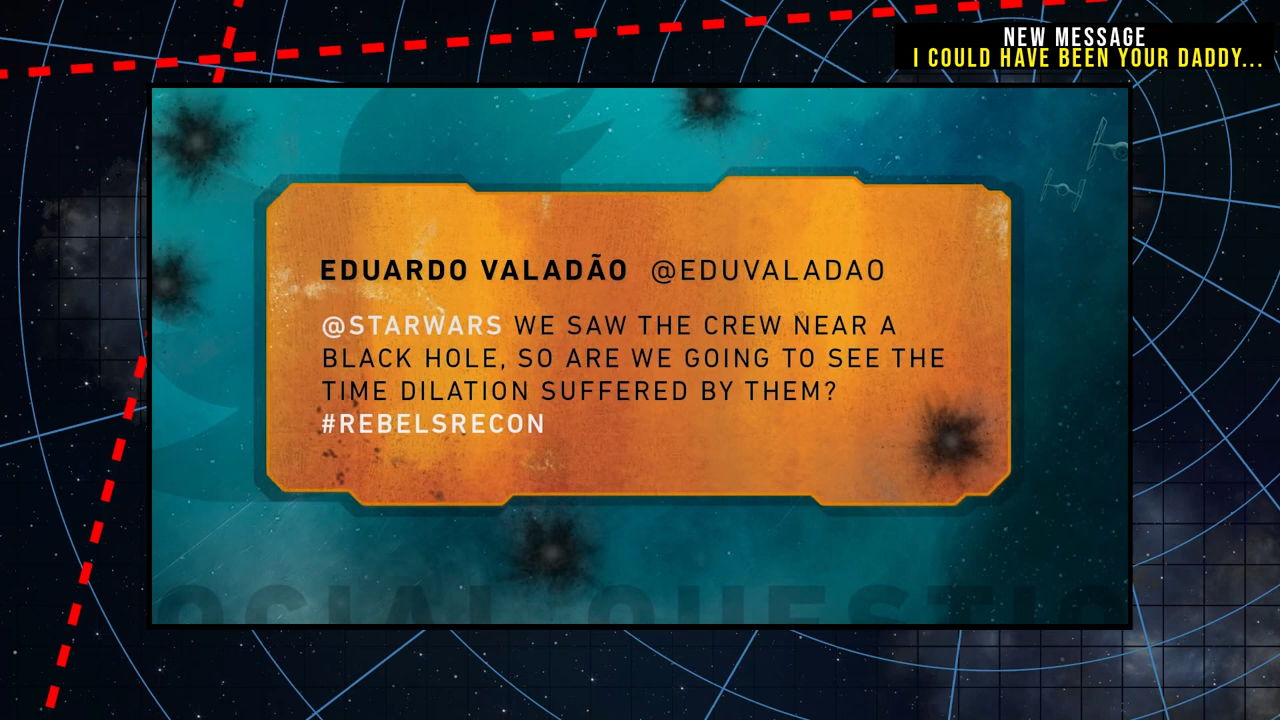 NEW MESSAGE
I COULD HAVE BEEN YOUR DADDY...
EDUARDO VALADÃO @EDUVALADAO
@STARWARS WE SAW THE CREW NEAR A
BLACK HOLE, SO ARE WE GOING TO SEE THE
TIME DILATION SUFFERED BY THEM?
#REBELSRECON